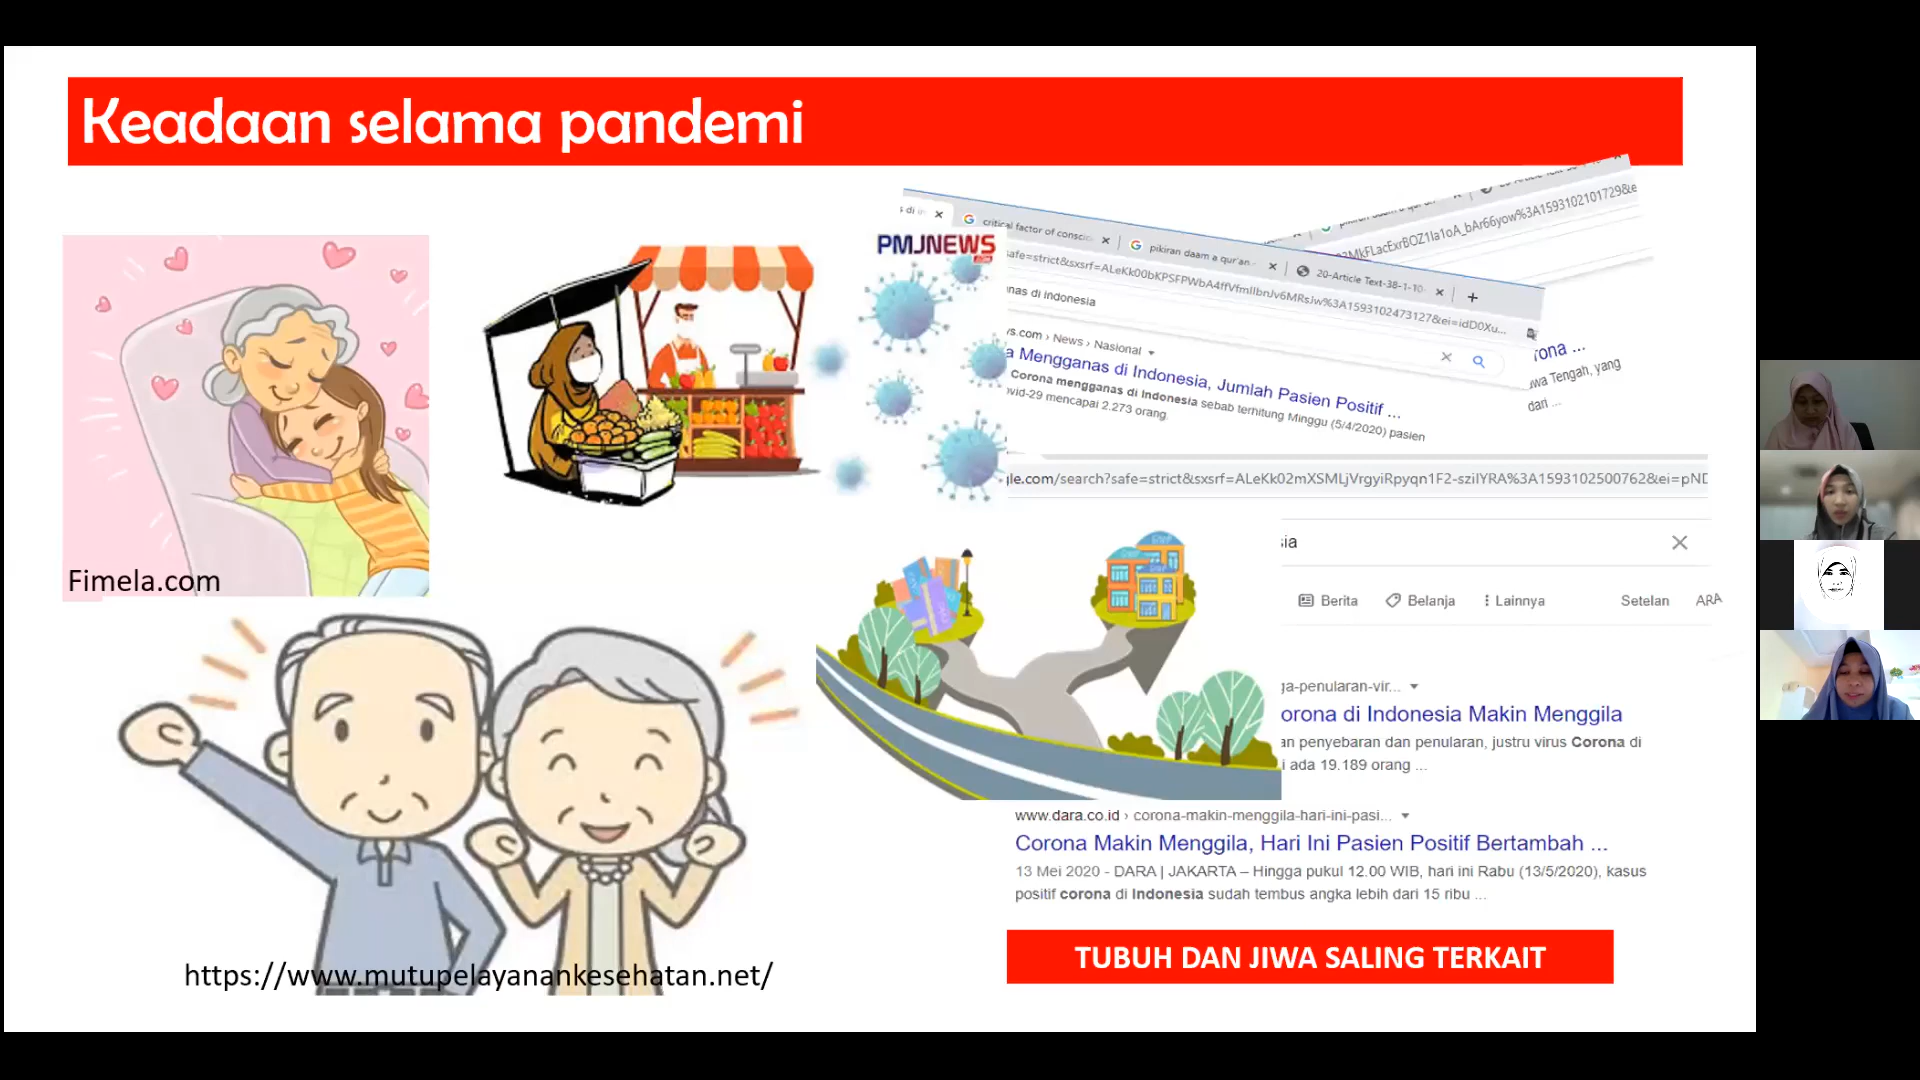 Keadaan selama pandemi
Fimela.com
https://www.mutupelayanankesehatan.net/
PMJNEWS
.COM
critical factor of consci
pikiran daam a qur'an
20-Article Text-38-1-10
nas di indonesia
s.com › News › Nasional
a Mengganas di Indonesia, Jumlah Pasien Positif ...
Corona mengganas di Indonesia sebab terhitung Minggu (5/4/2020) pasien
vid-29 mencapai 2.273 orang.
rona ...
wa Tengah, yang
dari ...
le.com/search?safe=strict&sxsrf=ALeKk02mXSMLjVrgyiRpyqn1F2-szilYRA%3A1593102500762&ei=pND
ia
Berita Belanja Lainnya Setelan ARA
ga-penularan-vir...
orona di Indonesia Makin Menggila
an penyebaran dan penularan, justru virus Corona di
i ada 19.189 orang ...
www.dara.co.id › corona-makin-menggila-hari-ini-pasi...
Corona Makin Menggila, Hari Ini Pasien Positif Bertambah ...
13 Mei 2020 - DARA | JAKARTA – Hingga pukul 12.00 WIB, hari ini Rabu (13/5/2020), kasus
positif corona di Indonesia sudah tembus angka lebih dari 15 ribu ...
TUBUH DAN JIWA SALING TERKAIT